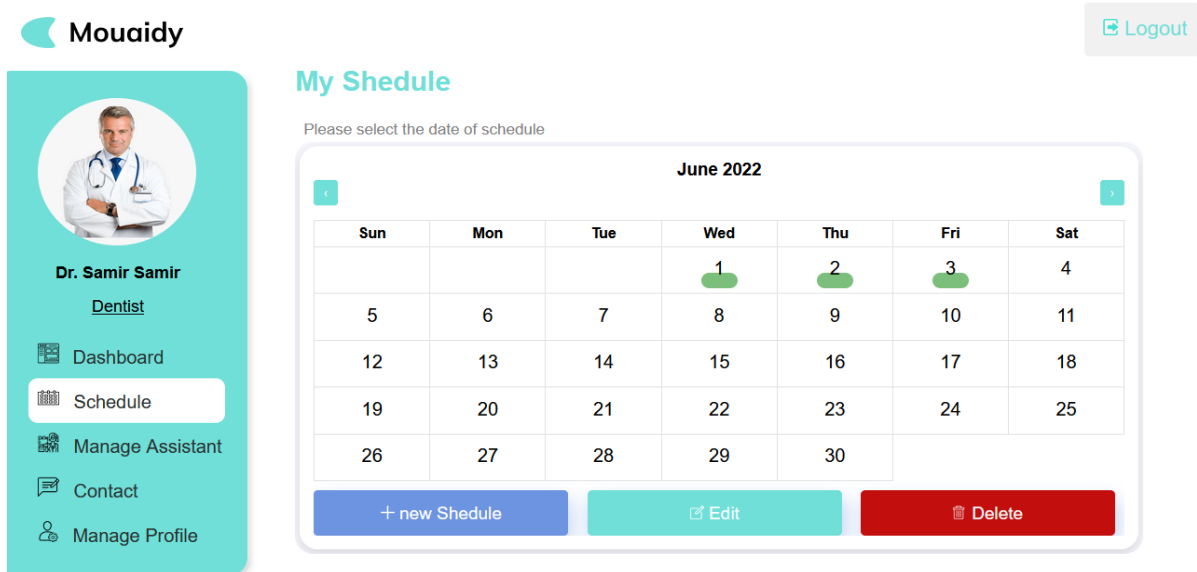 Mouaidy
Logout
Dr. Samir Samir
Dentist
Dashboard
Schedule
Manage Assistant
Contact
Manage Profile
My Shedule
Please select the date of schedule
June 2022
‹ ›
Sun Mon Tue Wed Thu Fri Sat
1 2 3 4
5 6 7 8 9 10 11
12 13 14 15 16 17 18
19 20 21 22 23 24 25
26 27 28 29 30
+ new Shedule Edit Delete